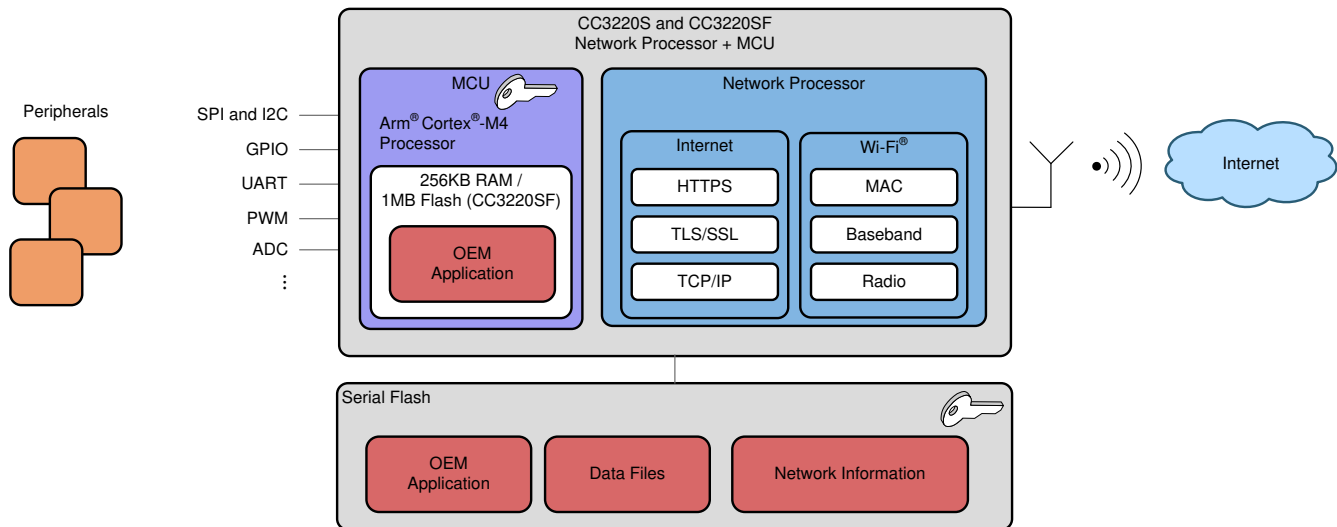 CC3220S and CC3220SF
Network Processor + MCU
Peripherals
SPI and I2C
GPIO
UART
PWM
ADC
⋮
MCU
Arm® Cortex®-M4
Processor
256KB RAM /
1MB Flash (CC3220SF)
OEM
Application
Network Processor
Internet
HTTPS
TLS/SSL
TCP/IP
Wi-Fi®
MAC
Baseband
Radio
Internet
Serial Flash
OEM
Application
Data Files
Network Information